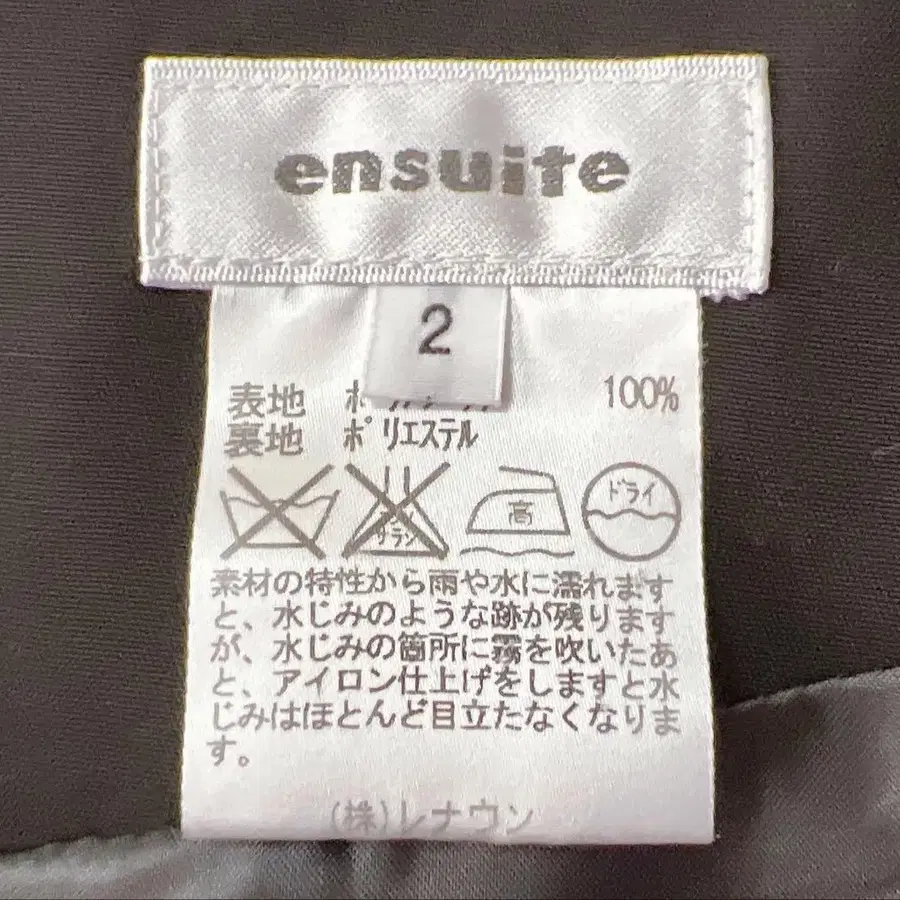 ensuite
2
表地 100%
裏地 ポリエステル
サラン
高
ドライ
素材の特性から雨や水に濡れます
と、水じみのような跡が残ります
が、水じみの箇所に霧を吹いたあ
と、アイロン仕上げをしますと水
じみはほとんど目立たなくなりま
す。
(株)レナウン